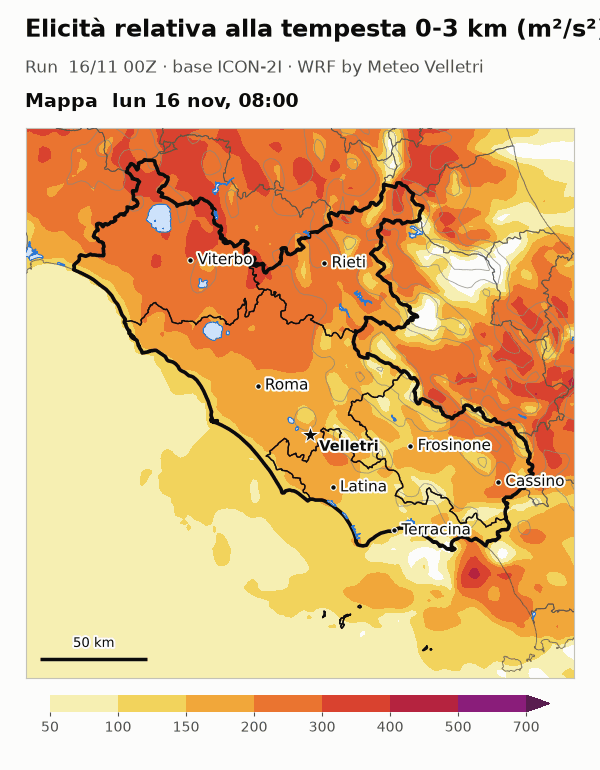 Elicità relativa alla tempesta 0-3 km (m²/s²)
Run 16/11 00Z · base ICON-2I · WRF by Meteo Velletri
Mappa lun 16 nov, 08:00
Viterbo
Rieti
Roma
Velletri
Frosinone
Latina
Cassino
Terracina
50 km
50 100 150 200 300 400 500 700